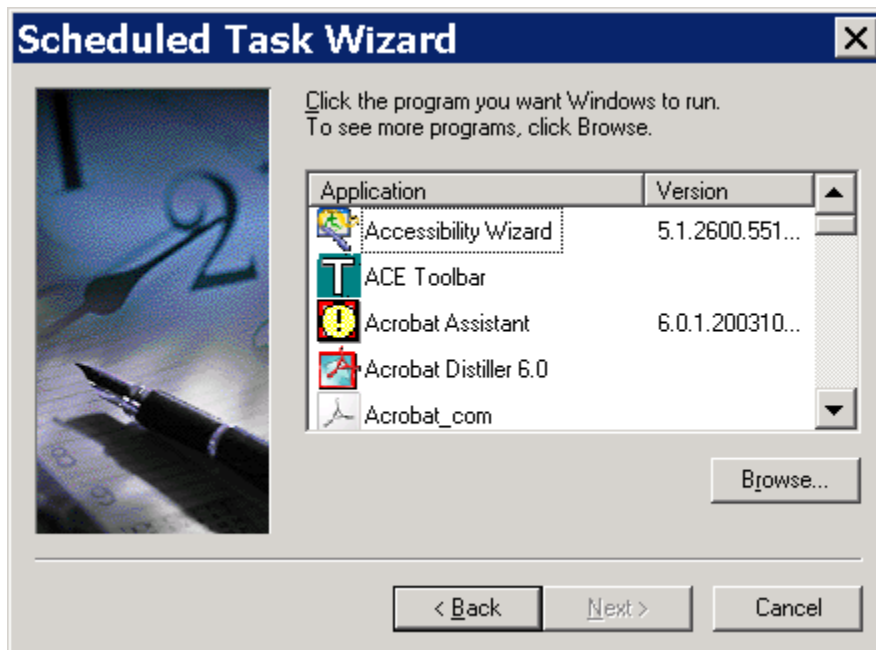 Scheduled Task Wizard
Click the program you want Windows to run.
To see more programs, click Browse.
Application Version
Accessibility Wizard 5.1.2600.551...
ACE Toolbar
Acrobat Assistant 6.0.1.200310...
Acrobat Distiller 6.0
Acrobat_com
Browse...
< Back Next > Cancel